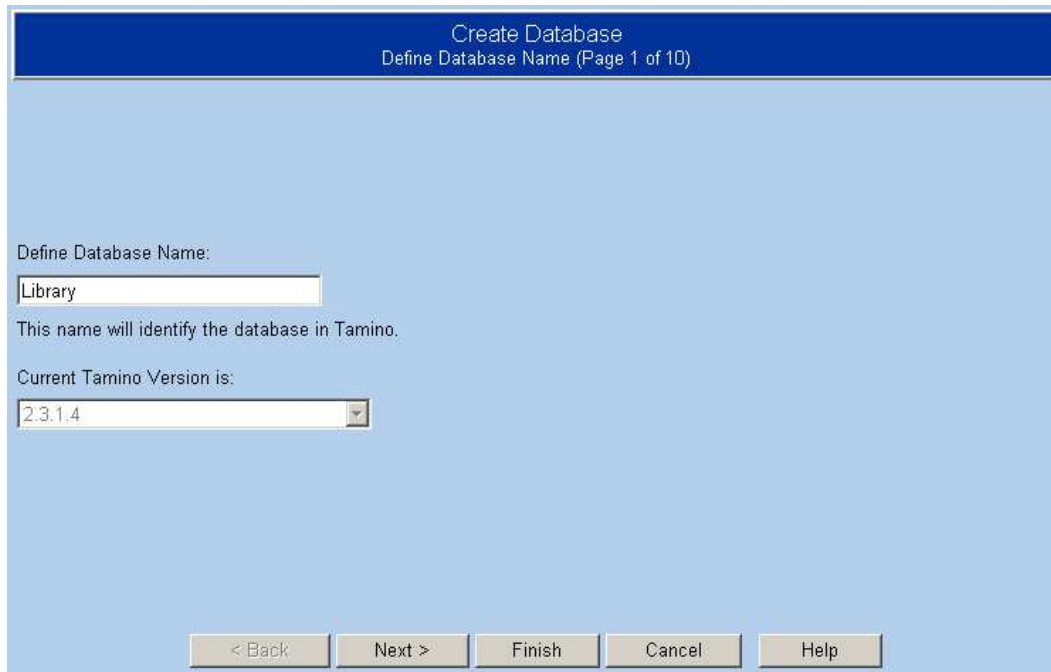 Create Database
Define Database Name (Page 1 of 10)
Define Database Name:
Library
This name will identify the database in Tamino.
Current Tamino Version is:
2.3.1.4
< Back Next > Finish Cancel Help